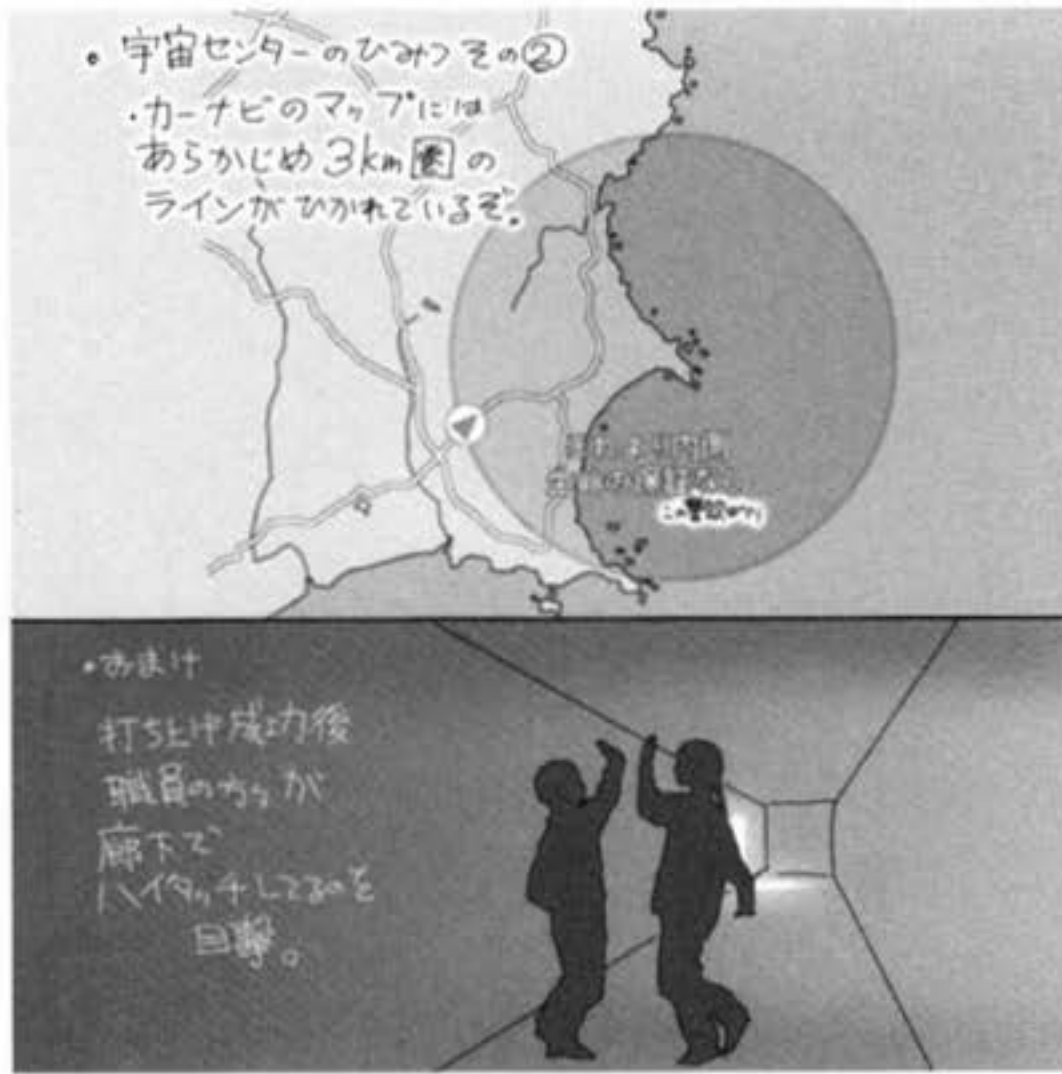 • 宇宙センターのひみつ その②
・カーナビのマップには
あらかじめ 3km圏の
ラインがひかれているぞ。
•おまけ
打ち上げ成功後
職員の方々が
廊下で
ハイタッチしてるのを
目撃。